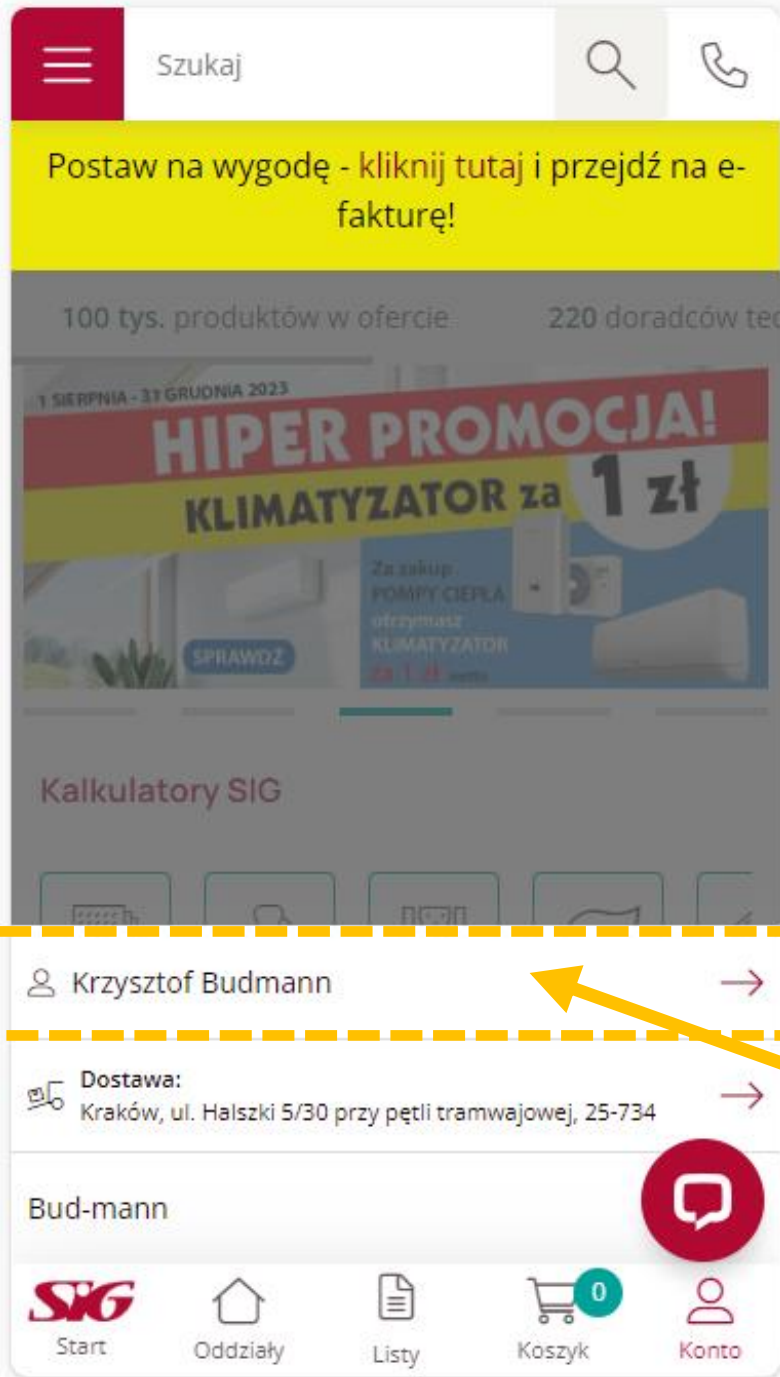 Szukaj
Postaw na wygodę - kliknij tutaj i przejdź na e-
fakturę!
100 tys. produktów w ofercie 220 doradców tec
1 SIERPNIA - 31 GRUDNIA 2023
HIPER PROMOCJA!
KLIMATYZATOR za 1 zł
Za zakup
POMPY CIEPŁA
otrzymasz
KLIMATYZATOR
za 1 zł netto
SPRAWDŹ
Kalkulatory SIG
Krzysztof Budmann
Dostawa:
Kraków, ul. Halszki 5/30 przy pętli tramwajowej, 25-734
Bud-mann
SIG
0
Start Oddziały Listy Koszyk Konto